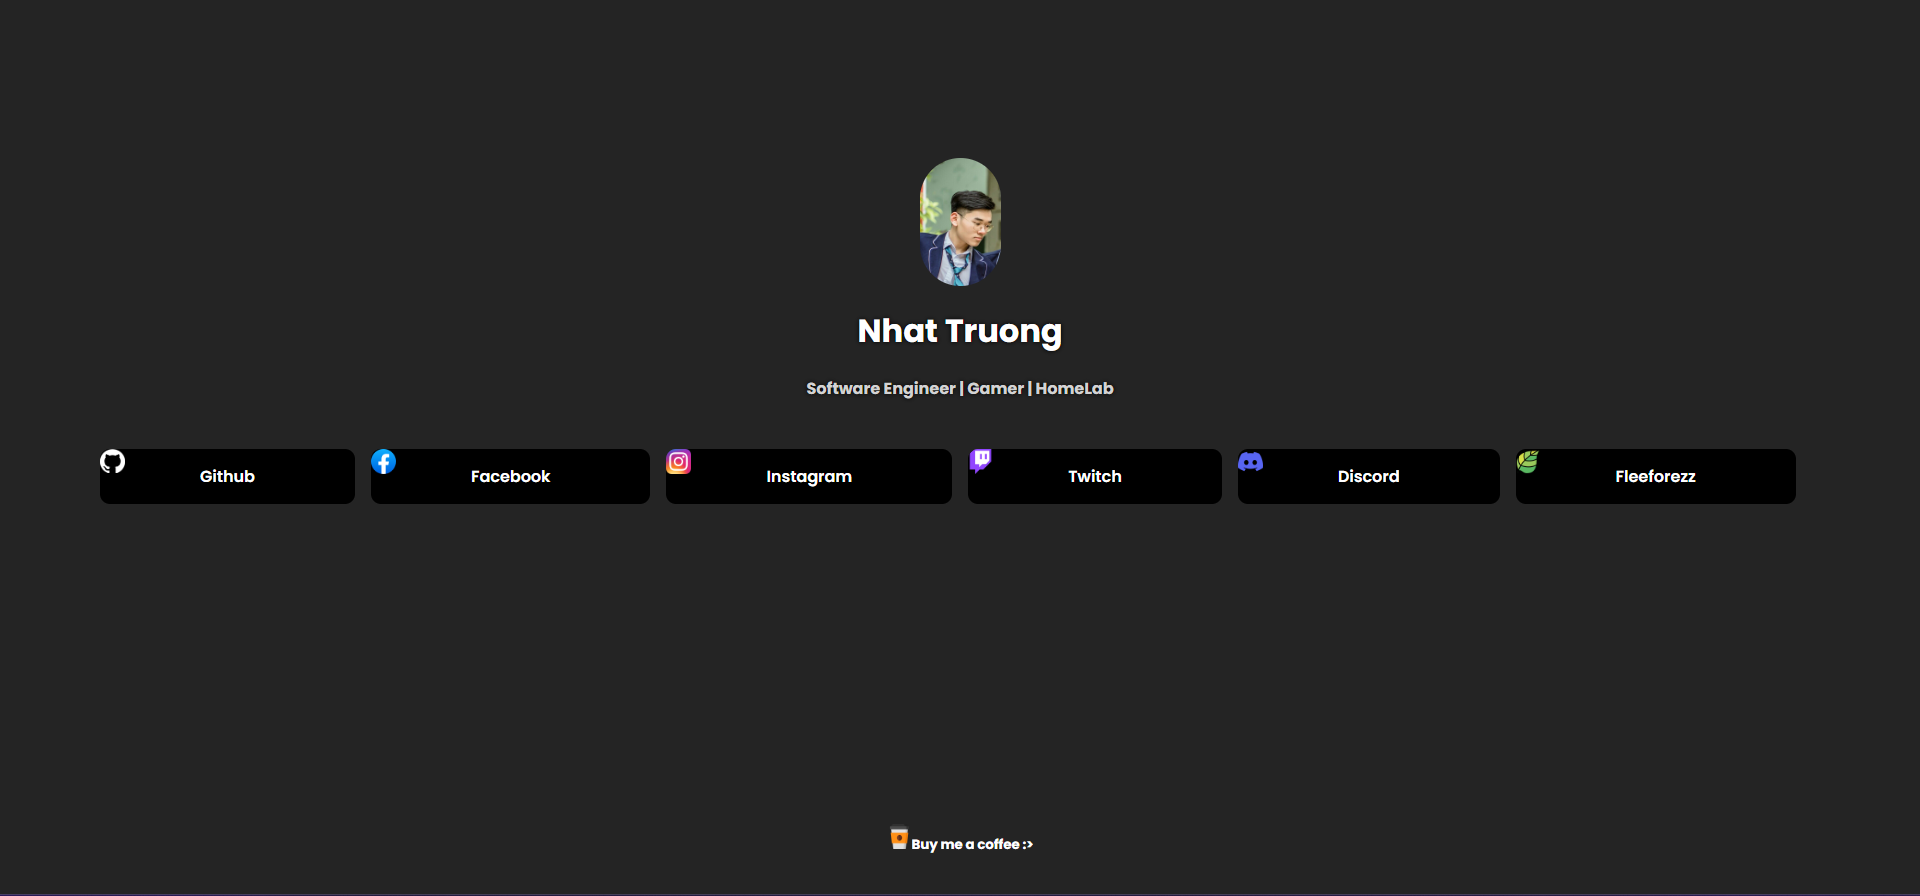 Nhat Truong
Software Engineer | Gamer | HomeLab
Github
Facebook
Instagram
Twitch
Discord
Fleeforezz
Buy me a coffee :>